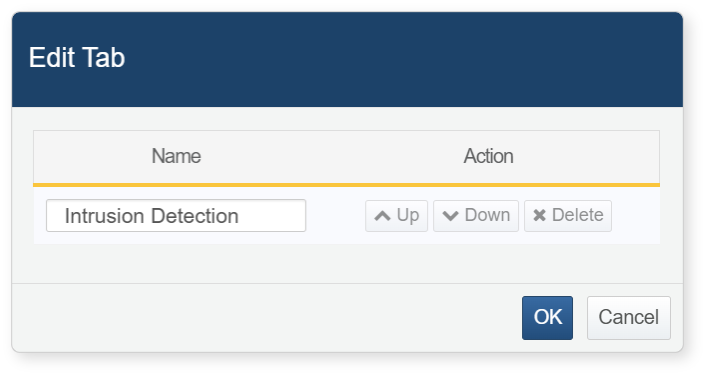 Edit Tab
Name Action
Intrusion Detection Up Down Delete
OK Cancel